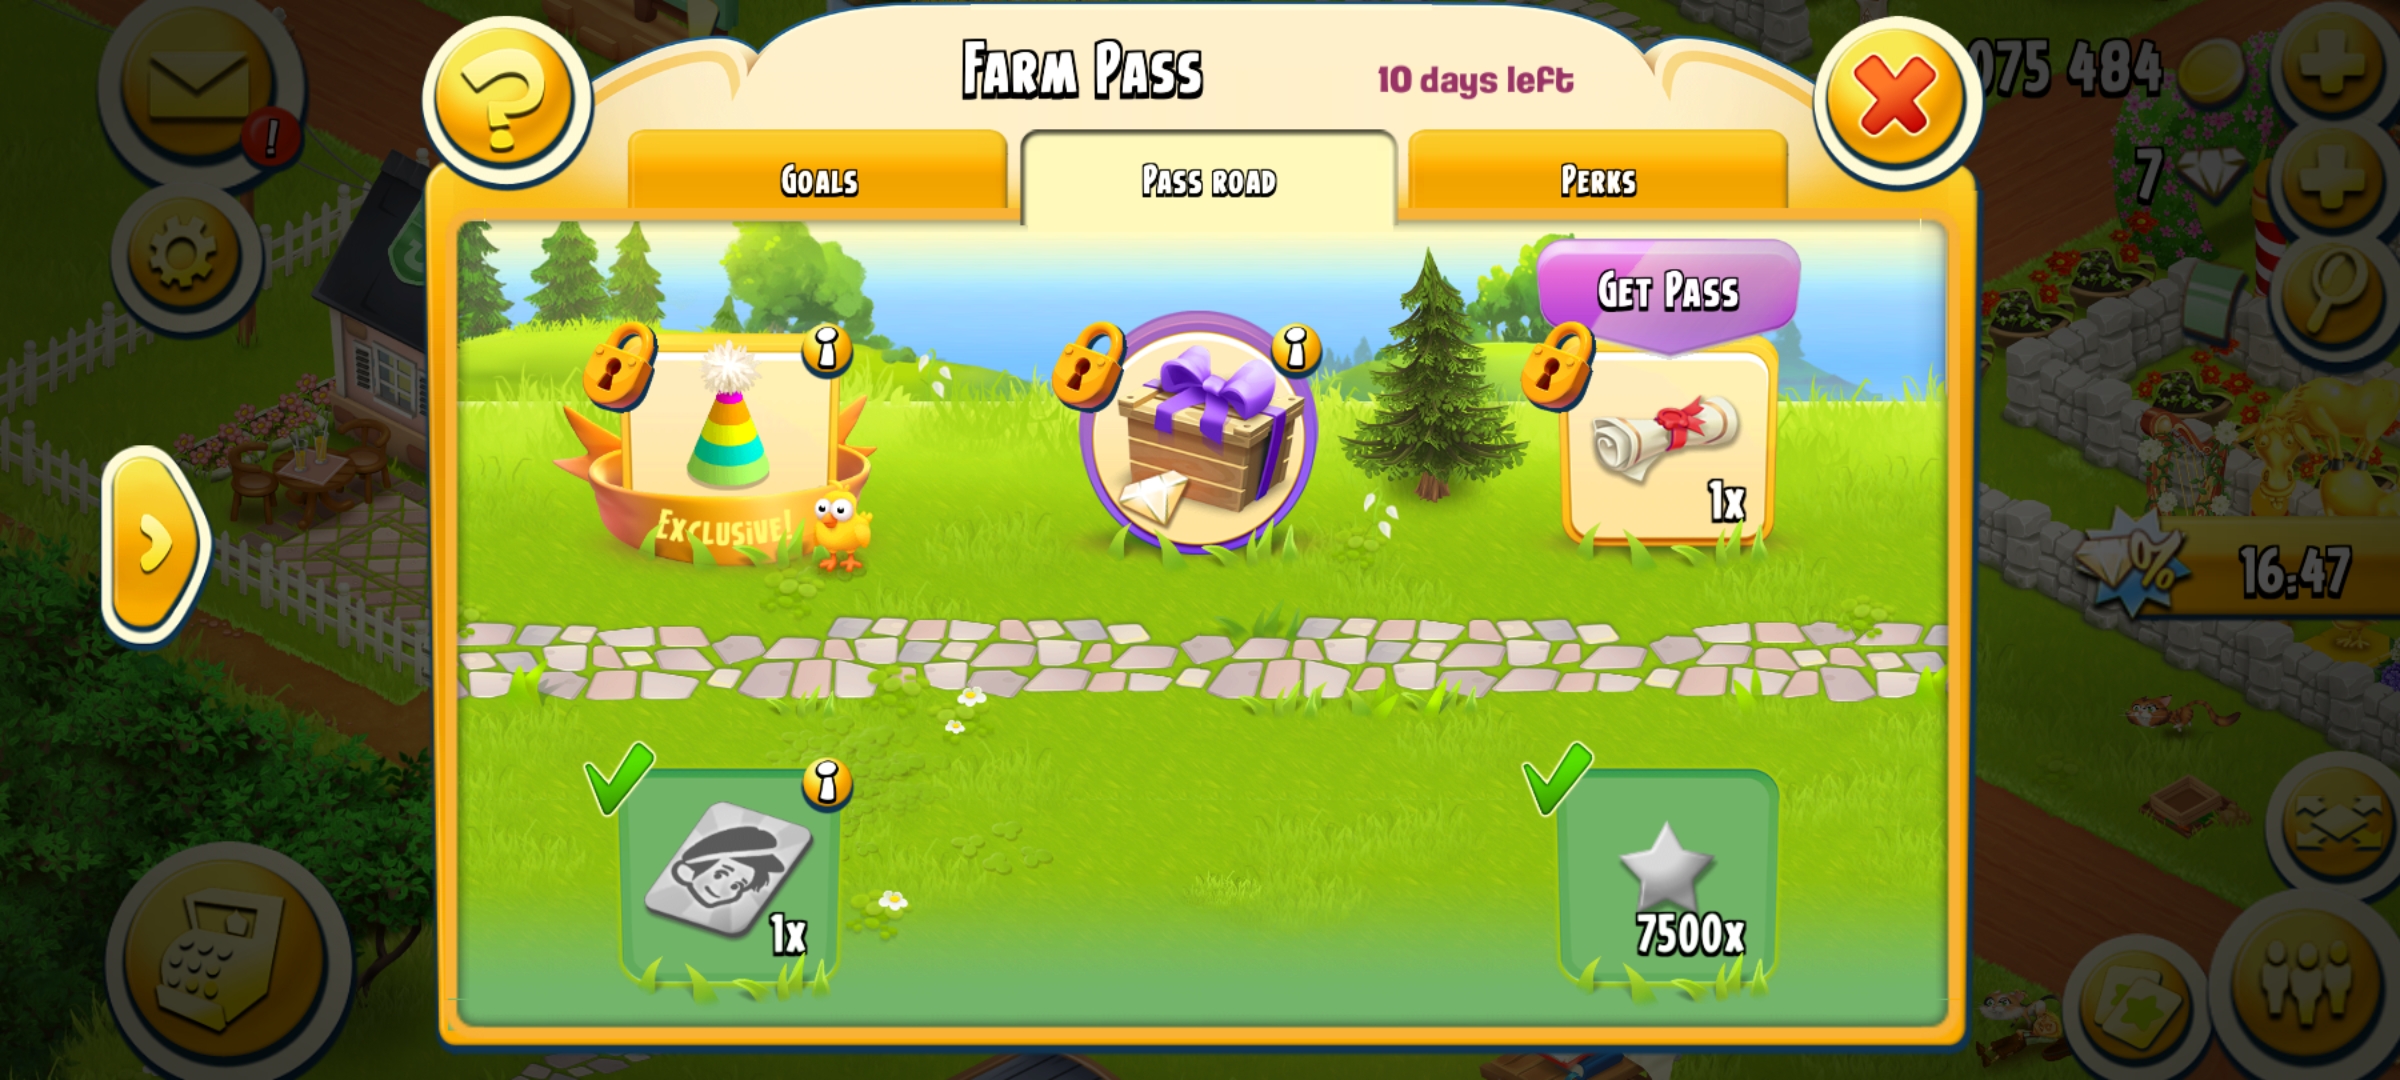 FARM PASS
10 days left
075 484
GOALS
PASS ROAD
PERKS
7
GET PASS
EXCLUSIVE!
1x
%
16:47
1x
7500x